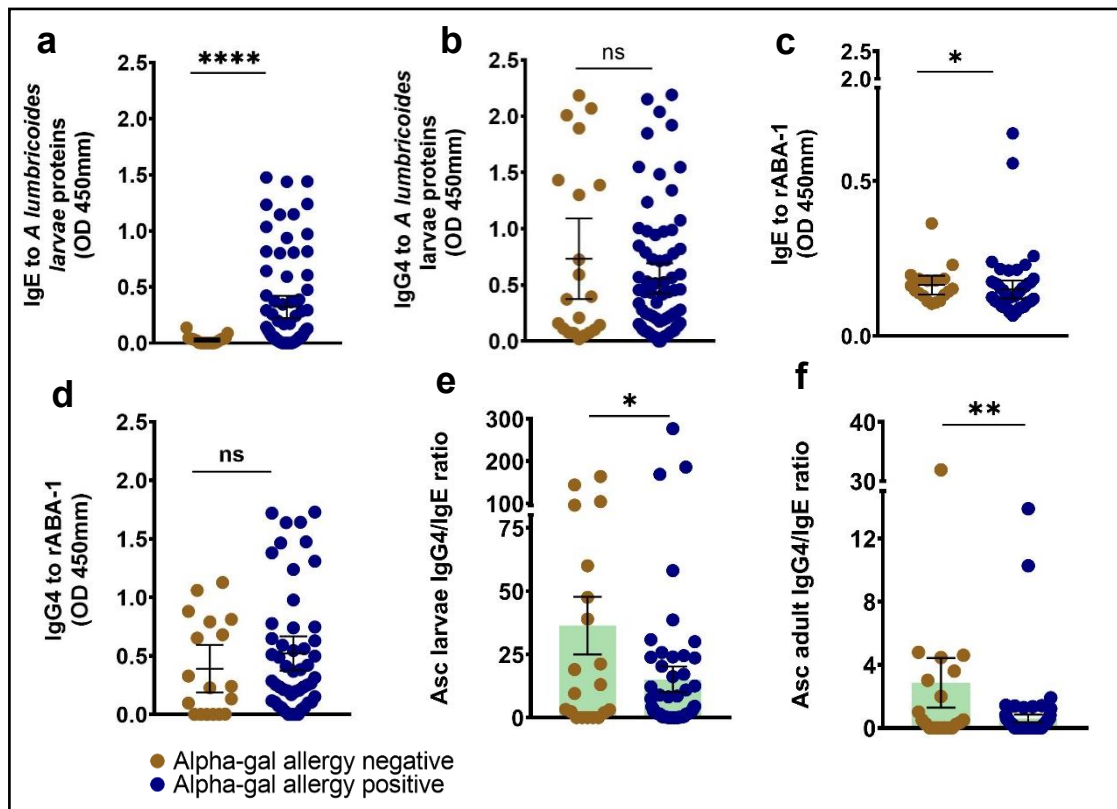 a
****
IgE to A lumbricoides
larvae proteins
(OD 450mm)
2.5
2.0
1.5
1.0
0.5
0.0
b
ns
IgG4 to A lumbricoides
larvae proteins
(OD 450mm)
2.5
2.0
1.5
1.0
0.5
0.0
c
*
IgE to rABA-1
(OD 450mm)
2.5
2.0
0.5
0.0
d
ns
IgG4 to rABA-1
(OD 450mm)
2.5
2.0
1.5
1.0
0.5
0.0
e
*
Asc larvae IgG4/IgE ratio
300
200
100
75
50
25
0
f
**
Asc adult IgG4/IgE ratio
40
30
12
8
4
0
Alpha-gal allergy negative
Alpha-gal allergy positive